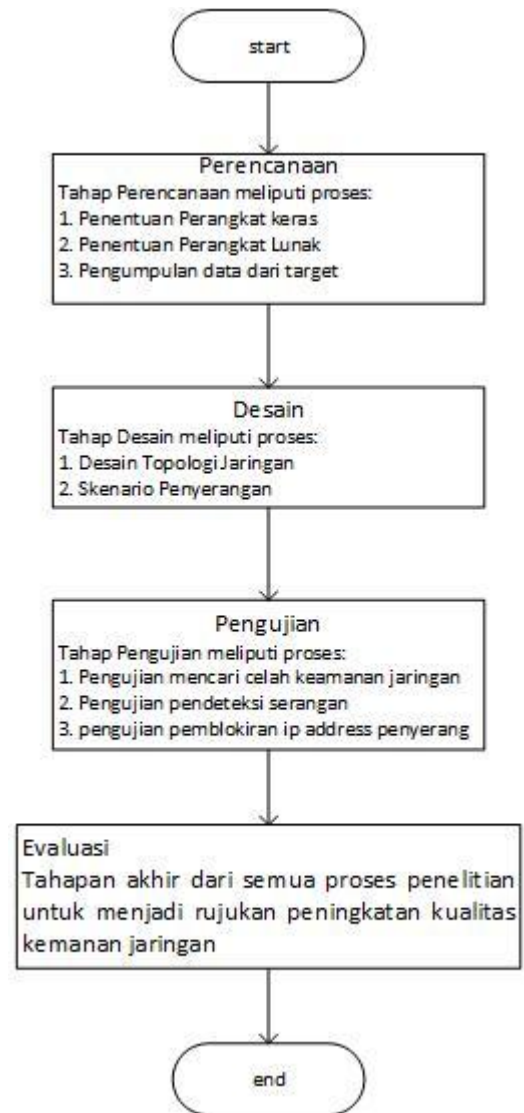 start
Perencanaan
Tahap Perencanaan meliputi proses:
1. Penentuan Perangkat keras
2. Penentuan Perangkat Lunak
3. Pengumpulan data dari target
Desain
Tahap Desain meliputi proses:
1. Desain Topologi Jaringan
2. Skenario Penyerangan
Pengujian
Tahap Pengujian meliputi proses:
1. Pengujian mencari celah keamanan jaringan
2. Pengujian pendeteksi serangan
3. pengujian pemblokiran ip address penyerang
Evaluasi
Tahapan akhir dari semua proses penelitian
untuk menjadi rujukan peningkatan kualitas
kemanan jaringan
end